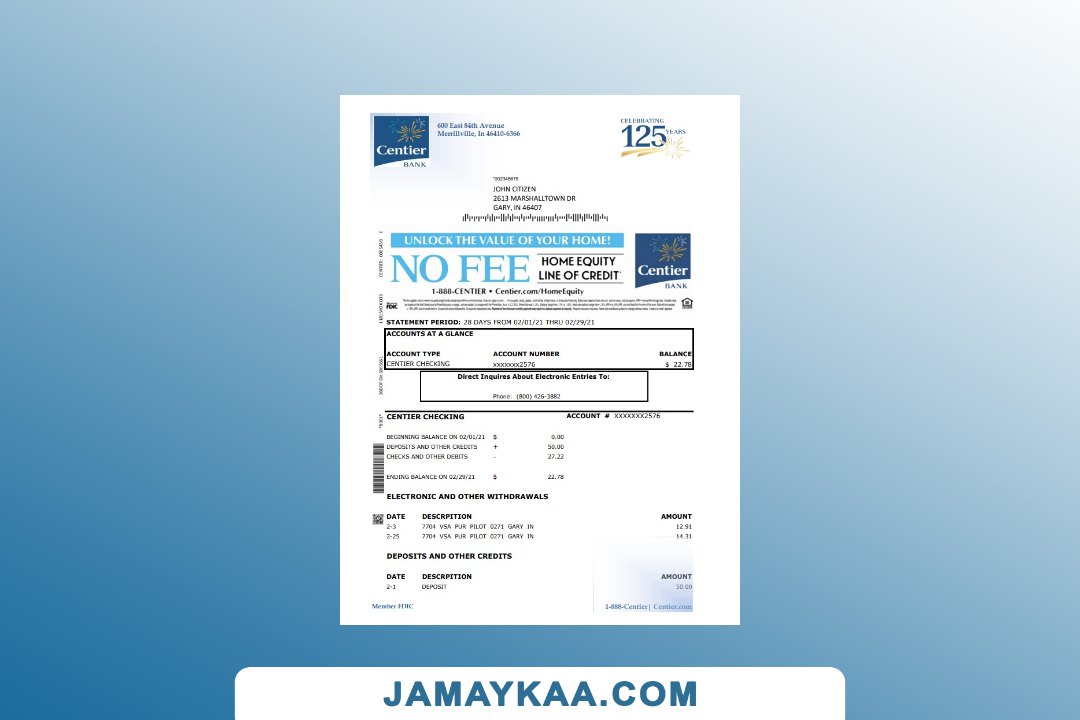 600 East 84th Avenue
Merrillville, In 46410-6366
Centier
BANK
CELEBRATING
125 YEARS
*002349878
JOHN CITIZEN
2613 MARSHALLTOWN DR
GARY, IN 46407
UNLOCK THE VALUE OF YOUR HOME!
NO FEE HOME EQUITY
LINE OF CREDIT*
1-888-CENTIER • Centier.com/HomeEquity
Centier
BANK
STATEMENT PERIOD: 28 DAYS FROM 02/01/21 THRU 02/29/21
ACCOUNTS AT A GLANCE
ACCOUNT TYPE ACCOUNT NUMBER BALANCE
CENTIER CHECKING xxxxxxx2576 $ 22.78
Direct Inquires About Electronic Entries To:
Phone: (800) 426-3882
CENTIER CHECKING ACCOUNT # XXXXXXX2576
BEGINNING BALANCE ON 02/01/21 $ 0.00
DEPOSITS AND OTHER CREDITS + 50.00
CHECKS AND OTHER DEBITS - 27.22
ENDING BALANCE ON 02/29/21 $ 22.78
ELECTRONIC AND OTHER WITHDRAWALS
DATE DESCRPITION AMOUNT
2-3 7704 VSA PUR PILOT 0271 GARY IN 12.91
2-25 7704 VSA PUR PILOT 0271 GARY IN 14.31
DEPOSITS AND OTHER CREDITS
DATE DESCRPITION AMOUNT
2-1 DEPOSIT 50.00
Member FDIC 1-888-Centier| Centier.com
JAMAYKAA.COM